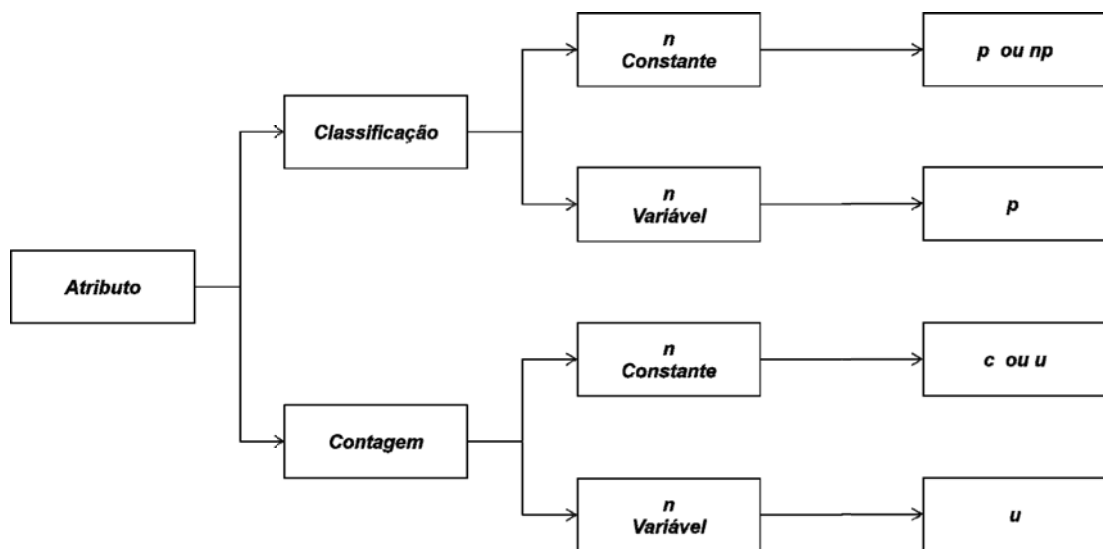 n
Constante
p ou np
Classificação
n
Variável
p
Atributo
n
Constante
c ou u
Contagem
n
Variável
u